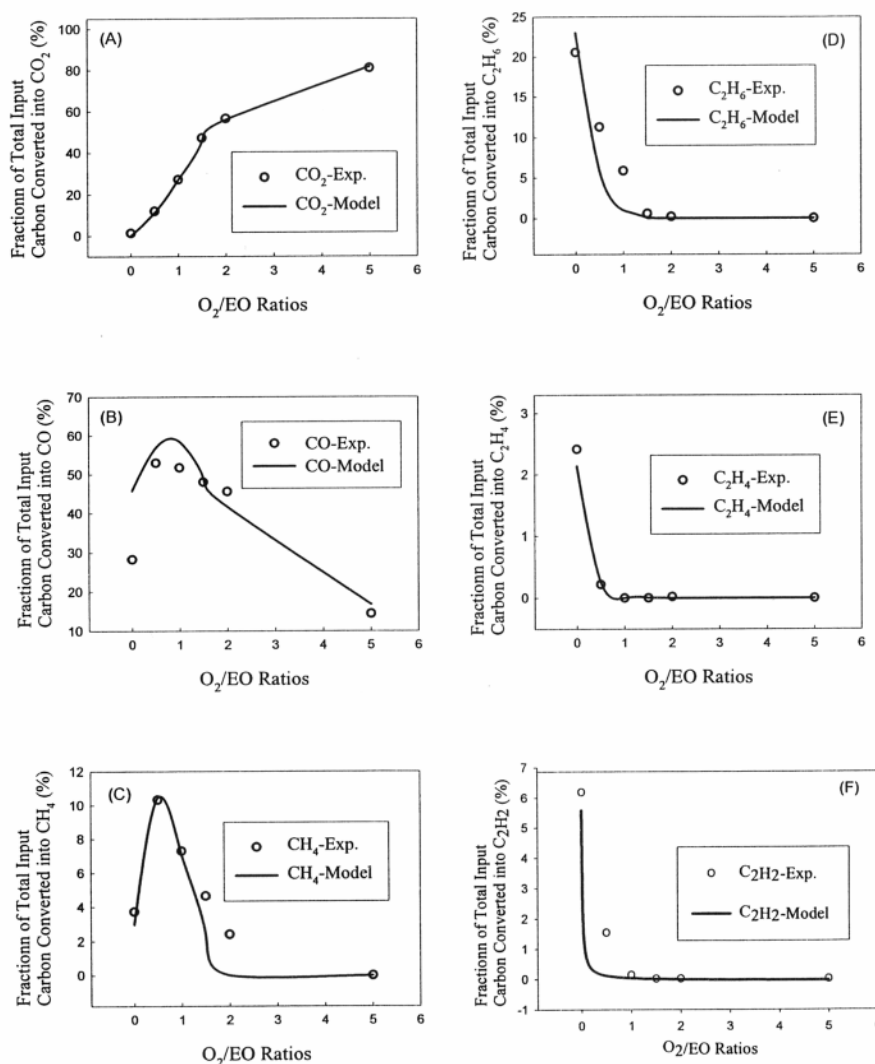 (A)
Fractionn of Total Input
Carbon Converted into CO₂ (%)
100
80
60
40
20
0
CO₂-Exp.
CO₂-Model
0 1 2 3 4 5 6
O₂/EO Ratios
(D)
Fractionn of Total Input
Carbon Converted into C₂H₆ (%)
25
20
15
10
5
0
C₂H₆-Exp.
C₂H₆-Model
0 1 2 3 4 5 6
O₂/EO Ratios
(B)
Fractionn of Total Input
Carbon Converted into CO (%)
70
60
50
40
30
20
10
CO-Exp.
CO-Model
0 1 2 3 4 5 6
O₂/EO Ratios
(E)
Fractionn of Total Input
Carbon Converted into C₂H₄ (%)
3
2
1
0
C₂H₄-Exp.
C₂H₄-Model
0 1 2 3 4 5 6
O₂/EO Ratios
(C)
Fractionn of Total Input
Carbon Converted into CH₄ (%)
12
10
8
6
4
2
0
CH₄-Exp.
CH₄-Model
0 1 2 3 4 5 6
O₂/EO Ratios
(F)
Fractionn of Total Input
Carbon Converted into C₂H2 (%)
7
6
5
4
3
2
1
0
-1
C₂H2-Exp.
C₂H2-Model
0 1 2 3 4 5 6
O₂/EO Ratios